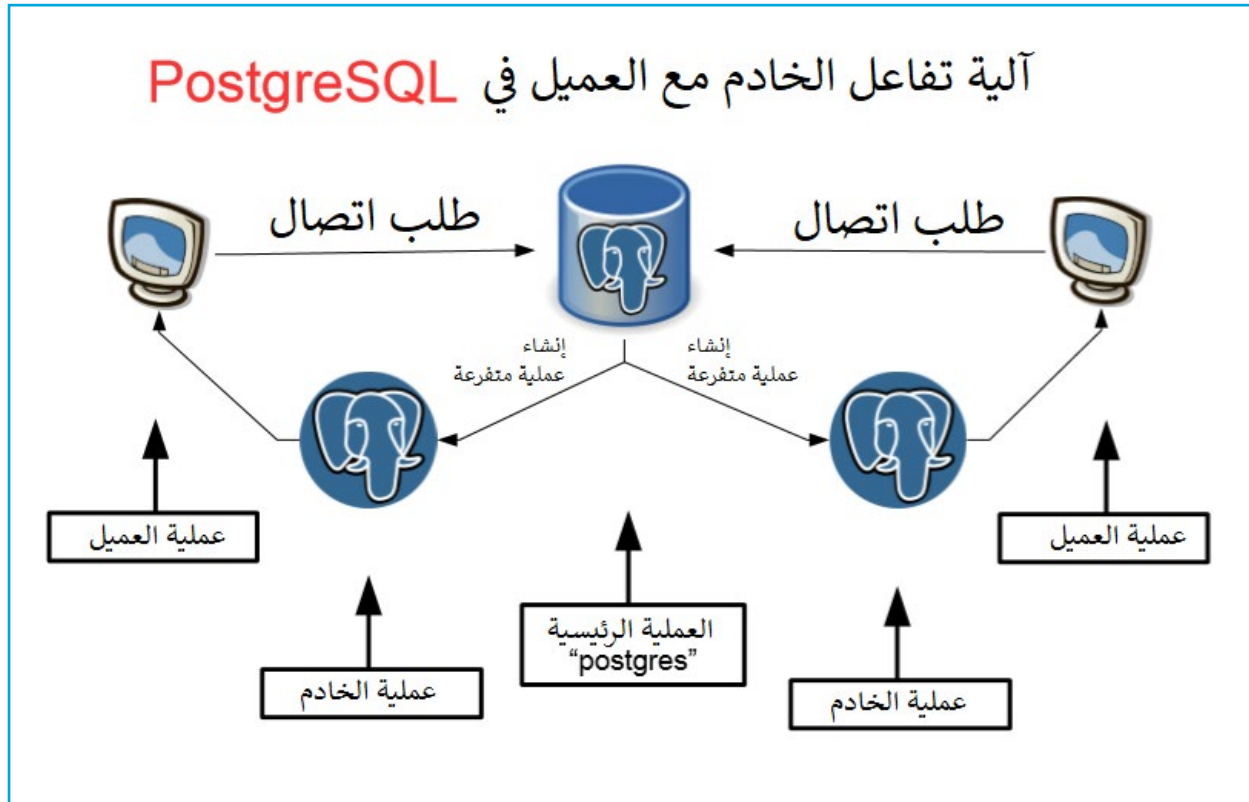 آلية تفاعل الخادم مع العميل في PostgreSQL
طلب اتصال
طلب اتصال
إنشاء
عملية متفرعة
إنشاء
عملية متفرعة
عملية العميل
عملية العميل
العملية الرئيسية
“postgres”
عملية الخادم
عملية الخادم